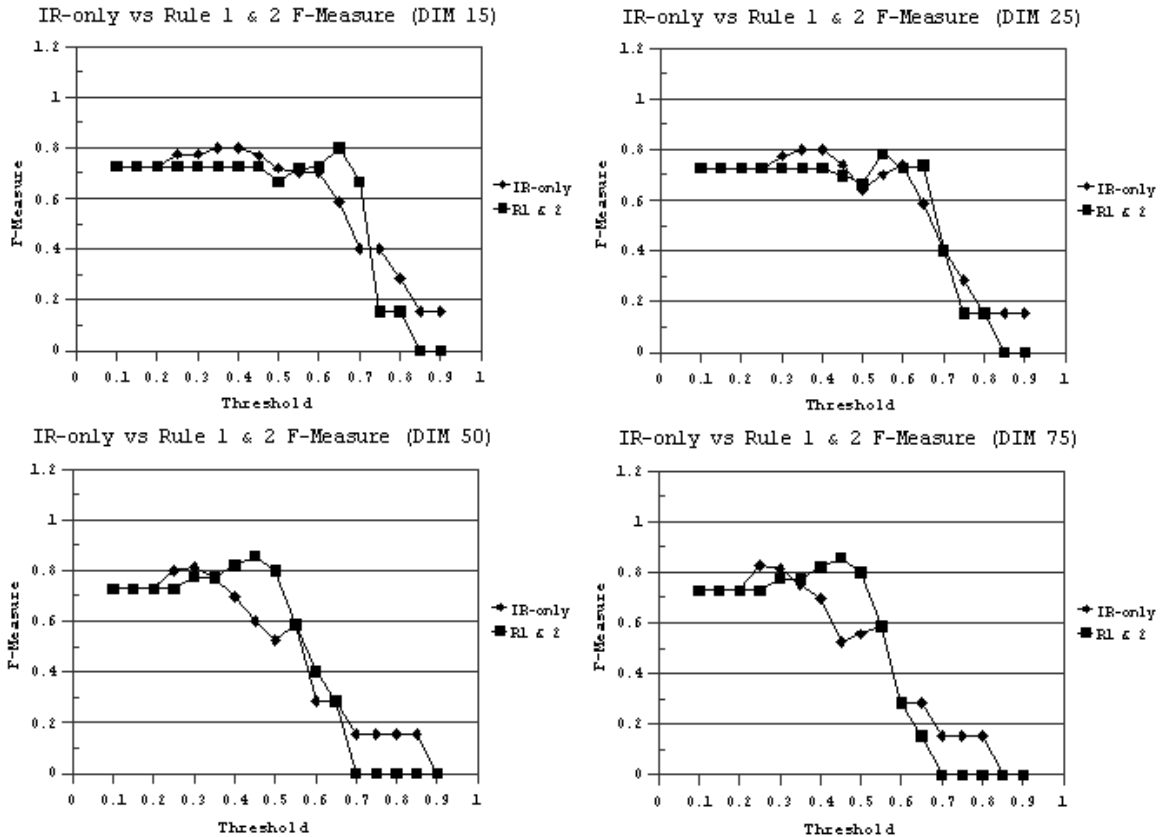 IR-only vs Rule 1 & 2 F-Measure (DIM 15)
1.2
1
0.8
0.6
0.4
0.2
0
F-Measure
0 0.1 0.2 0.3 0.4 0.5 0.6 0.7 0.8 0.9 1
Threshold
IR-only
R1 & 2
IR-only vs Rule 1 & 2 F-Measure (DIM 25)
1.2
1
0.8
0.6
0.4
0.2
0
F-Measure
0 0.1 0.2 0.3 0.4 0.5 0.6 0.7 0.8 0.9 1
Threshold
IR-only
R1 & 2
IR-only vs Rule 1 & 2 F-Measure (DIM 50)
1.2
1
0.8
0.6
0.4
0.2
0
F-Measure
0 0.1 0.2 0.3 0.4 0.5 0.6 0.7 0.8 0.9 1
Threshold
IR-only
R1 & 2
IR-only vs Rule 1 & 2 F-Measure (DIM 75)
1.2
1
0.8
0.6
0.4
0.2
0
F-Measure
0 0.1 0.2 0.3 0.4 0.5 0.6 0.7 0.8 0.9 1
Threshold
IR-only
R1 & 2